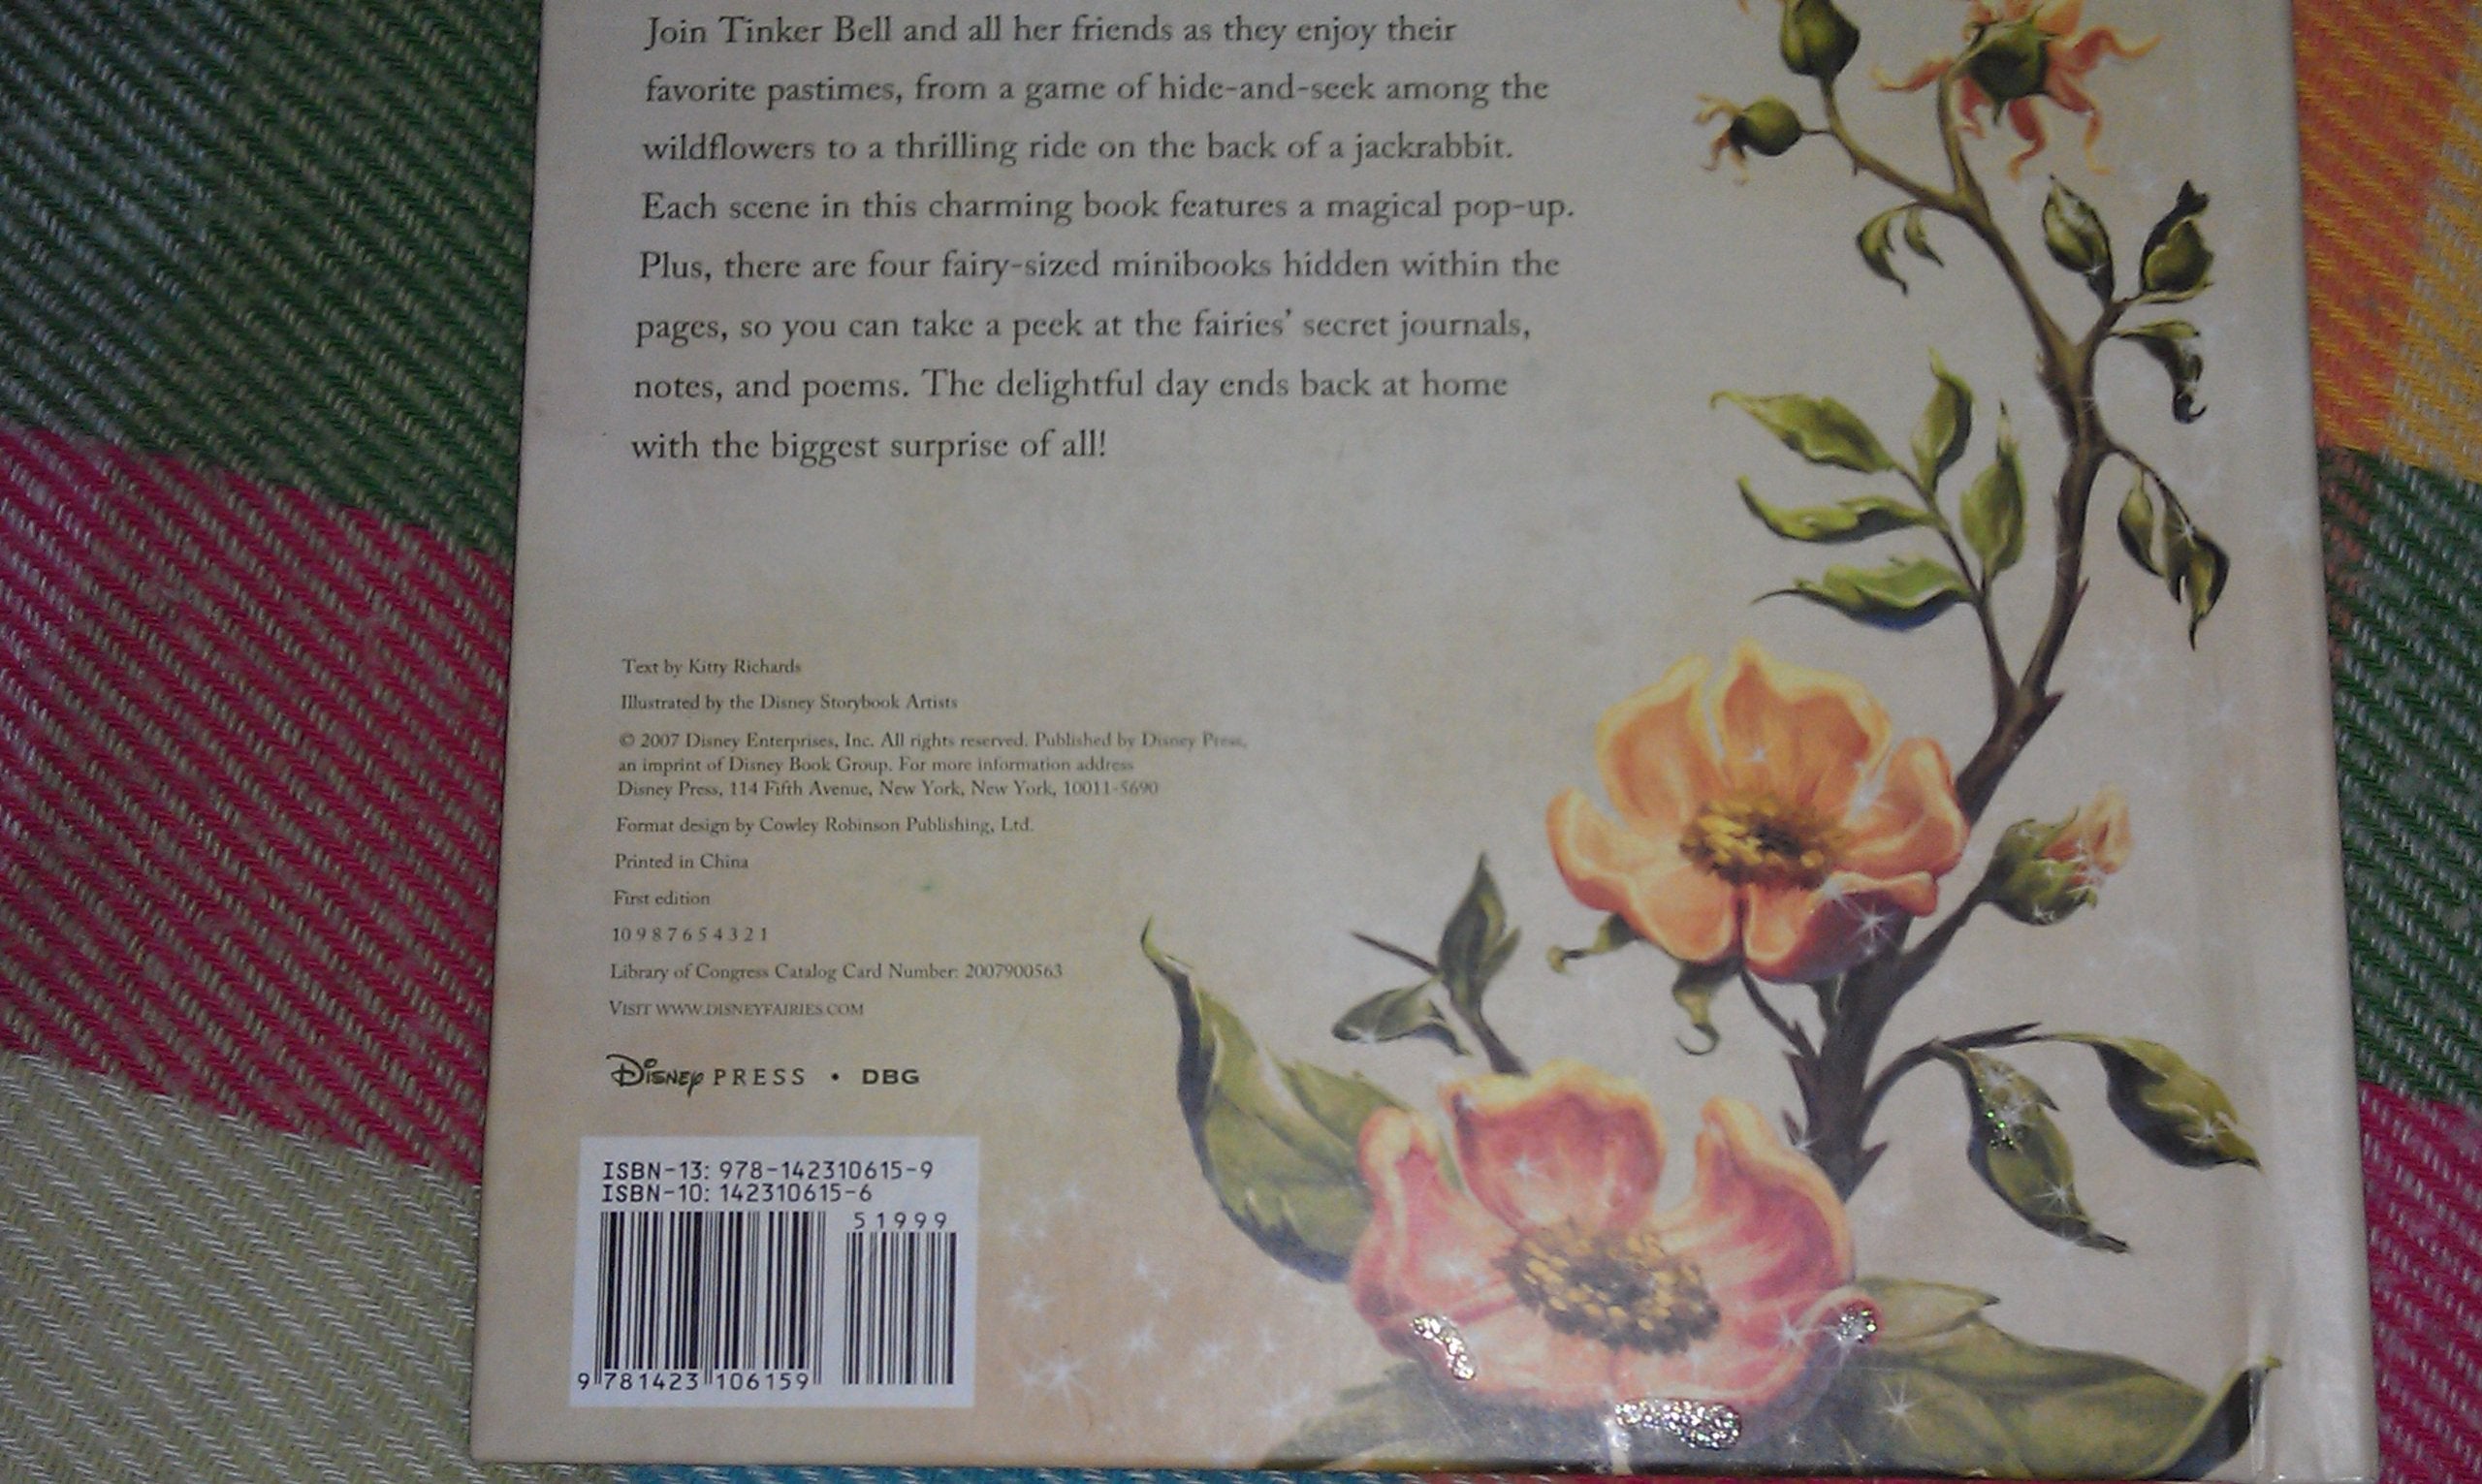 Join Tinker Bell and all her friends as they enjoy their
favorite pastimes, from a game of hide-and-seek among the
wildflowers to a thrilling ride on the back of a jackrabbit.
Each scene in this charming book features a magical pop-up.
Plus, there are four fairy-sized minibooks hidden within the
pages, so you can take a peek at the fairies' secret journals,
notes, and poems. The delightful day ends back at home
with the biggest surprise of all!
Text by Kitty Richards
Illustrated by the Disney Storybook Artists
© 2007 Disney Enterprises, Inc. All rights reserved. Published by Disney Press,
an imprint of Disney Book Group. For more information address
Disney Press, 114 Fifth Avenue, New York, New York, 10011-5690
Format design by Cowley Robinson Publishing, Ltd.
Printed in China
First edition
10 9 8 7 6 5 4 3 2 1
Library of Congress Catalog Card Number: 2007900563
VISIT WWW.DISNEYFAIRIES.COM
DISNEY PRESS • DBG
ISBN-13: 978-142310615-9
ISBN-10: 142310615-6
51999
9 781423 106159